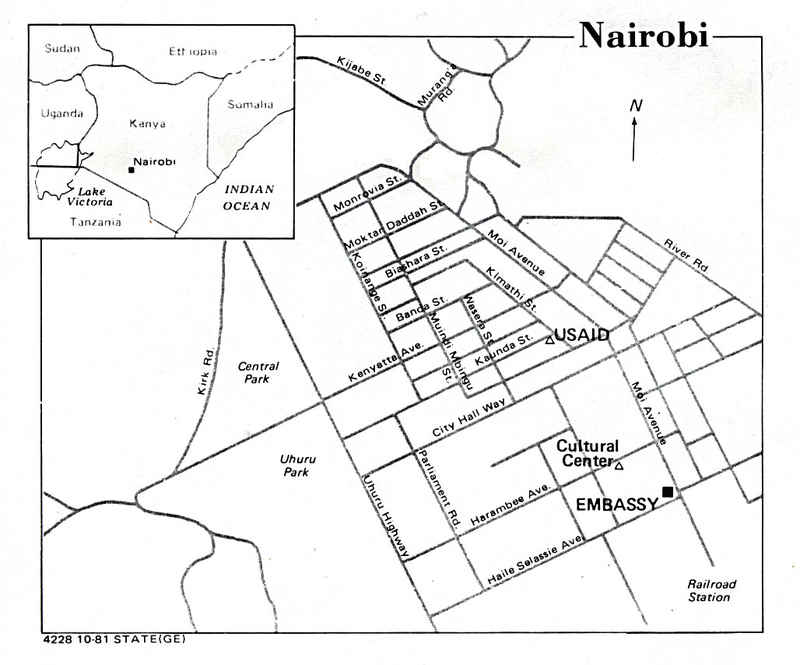 Nairobi
Sudan
Ethiopia
Uganda
Kanya
Somalia
Nairobi
Lake
Victoria
INDIAN
OCEAN
Tanzania
Kijabe St
Murang'a
Rd
N
Monrovia St.
Moktar Daddah St.
Moi Avenue
River Rd
Biashara St.
Koinange St.
Kimathi St.
Banda St.
Wasera St.
Muindi Mbingu
St.
USAID
Kaunda St.
Kenyatta Ave.
Kirk Rd.
Central
Park
City Hall Way
Moi Avenue
Uhuru
Park
Cultural
Center
Parliament Rd.
Uhuru Highway
Harambee Ave.
EMBASSY
Haile Selassie Ave.
Railroad
Station
4228 10-81 STATE(GE)